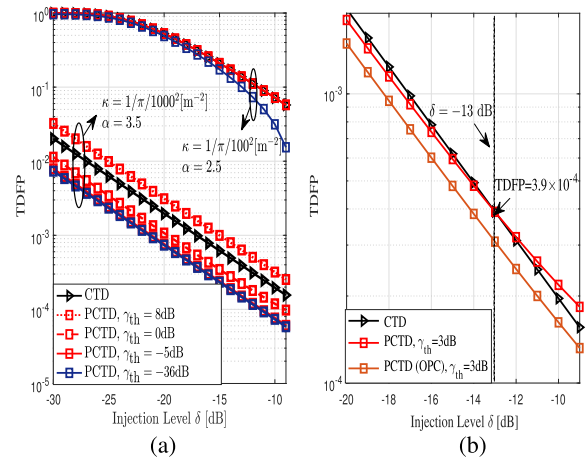 10^0
10^-1
10^-2
10^-3
10^-4
10^-5
TDFP
κ = 1/π/1000^2[m^-2]
α = 3.5
κ = 1/π/100^2[m^-2]
α = 2.5
CTD
PCTD, γ_th = 8dB
PCTD, γ_th = 0dB
PCTD, γ_th = −5dB
PCTD, γ_th = −36dB
-30 -25 -20 -15 -10
Injection Level δ [dB]
(a)
10^-3
10^-4
TDFP
δ = −13 dB
TDFP=3.9×10^-4
CTD
PCTD, γ_th=3dB
PCTD (OPC), γ_th=3dB
-20 -18 -16 -14 -12 -10
Injection Level δ [dB]
(b)